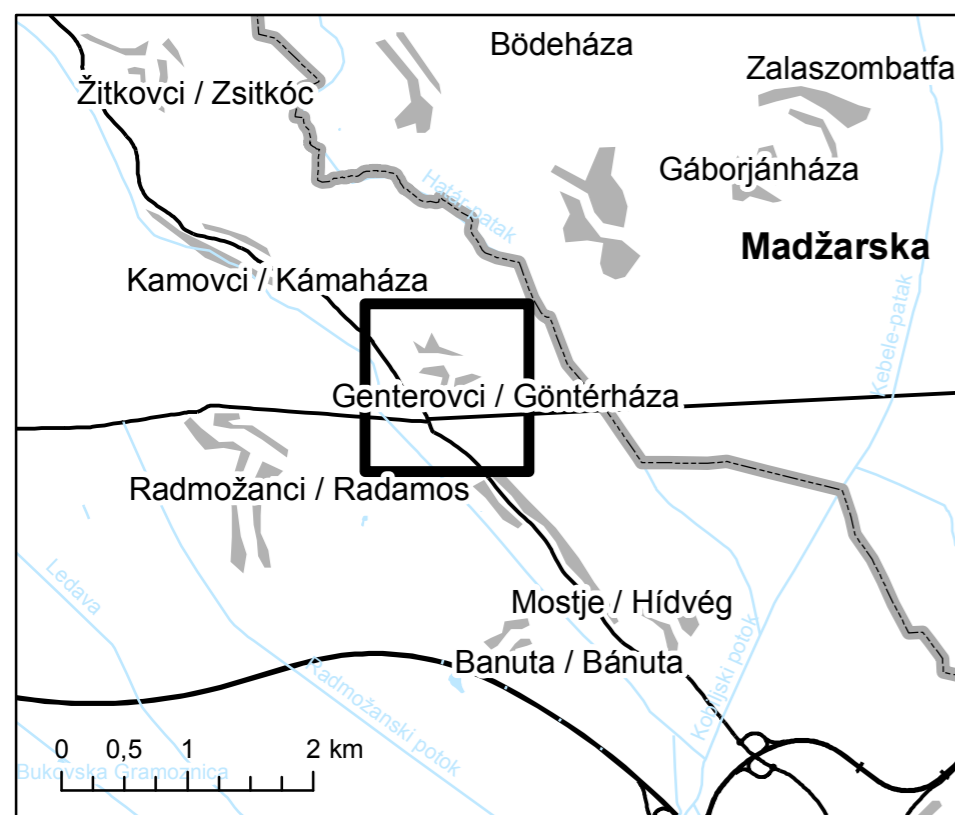 Bödeháza
Zalaszombatfa
Žitkovci / Zsitkóc
Gáborjánháza
Határ-patak
Madžarska
Kamovci / Kámaháza
Kebele-patak
Genterovci / Göntérháza
Radmožanci / Radamos
Ledava
Mostje / Hídvég
Banuta / Bánuta
Kobiljski potok
Radmožanski potok
0 0,5 1 2 km
Bukovska Gramoznica